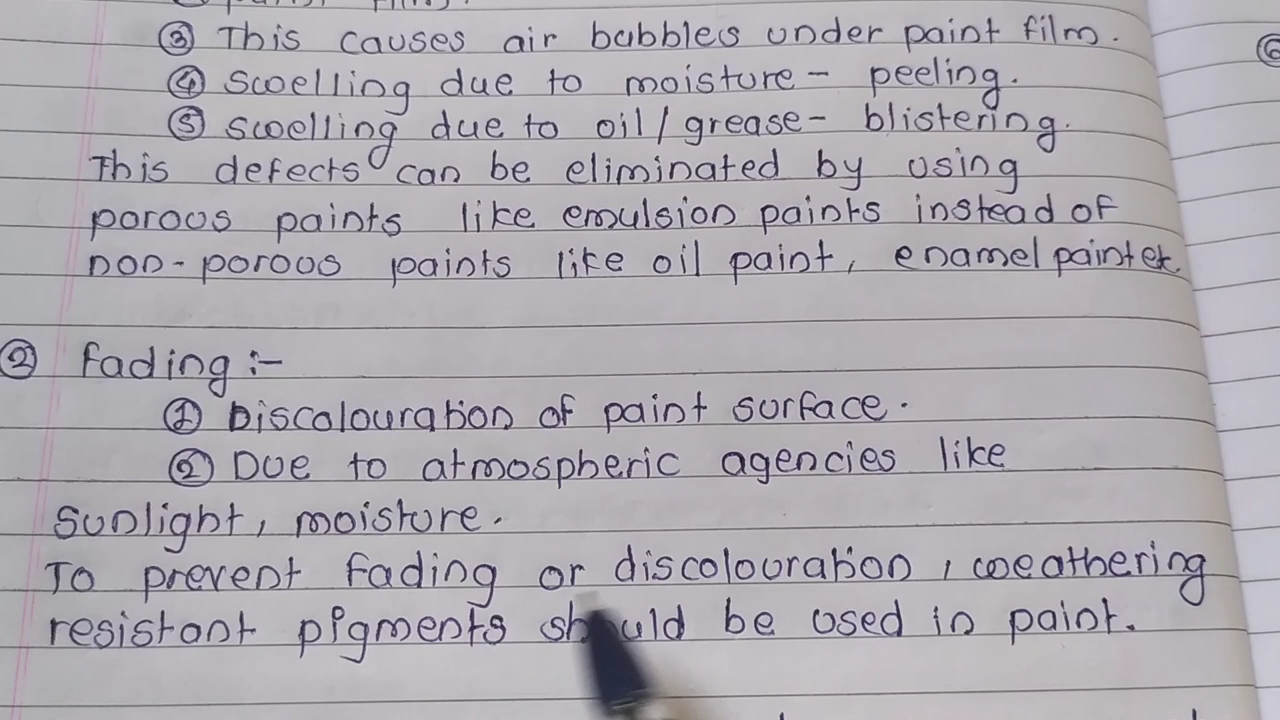 ③ This causes air bubbles under paint film.
④ swelling due to moisture - peeling.
⑤ swelling due to oil/grease - blistering.
This defects can be eliminated by using
porous paints like emulsion paints instead of
non-porous paints like oil paint, enamel paint etc.
② Fading :-
① Discolouration of paint surface.
② Due to atmospheric agencies like
sunlight, moisture.
To prevent fading or discolouration, weathering
resistant pigments should be used in paint.